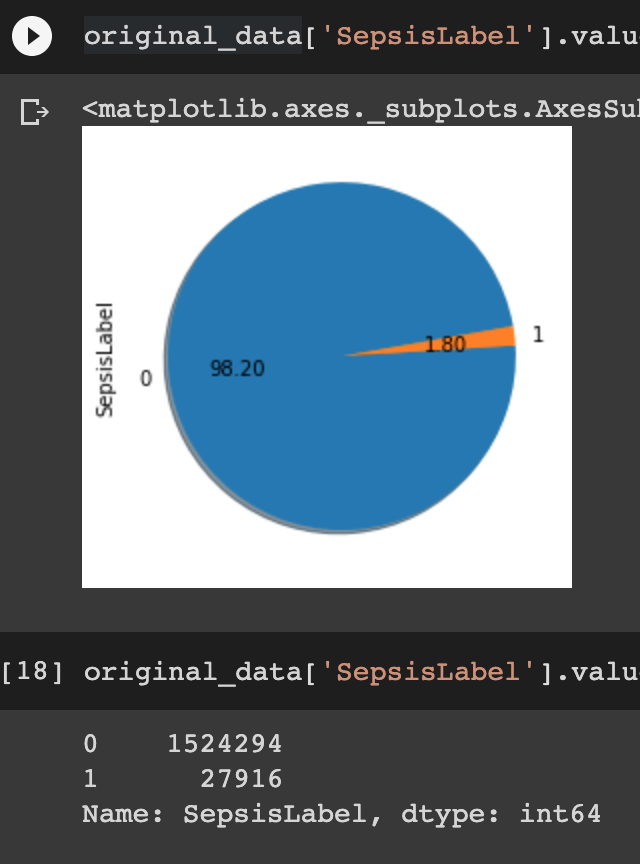 original_data['SepsisLabel'].valu
<matplotlib.axes._subplots.AxesSu
SepsisLabel
0
98.20
1.80
1
[18] original_data['SepsisLabel'].valu
0 1524294
1 27916
Name: SepsisLabel, dtype: int64